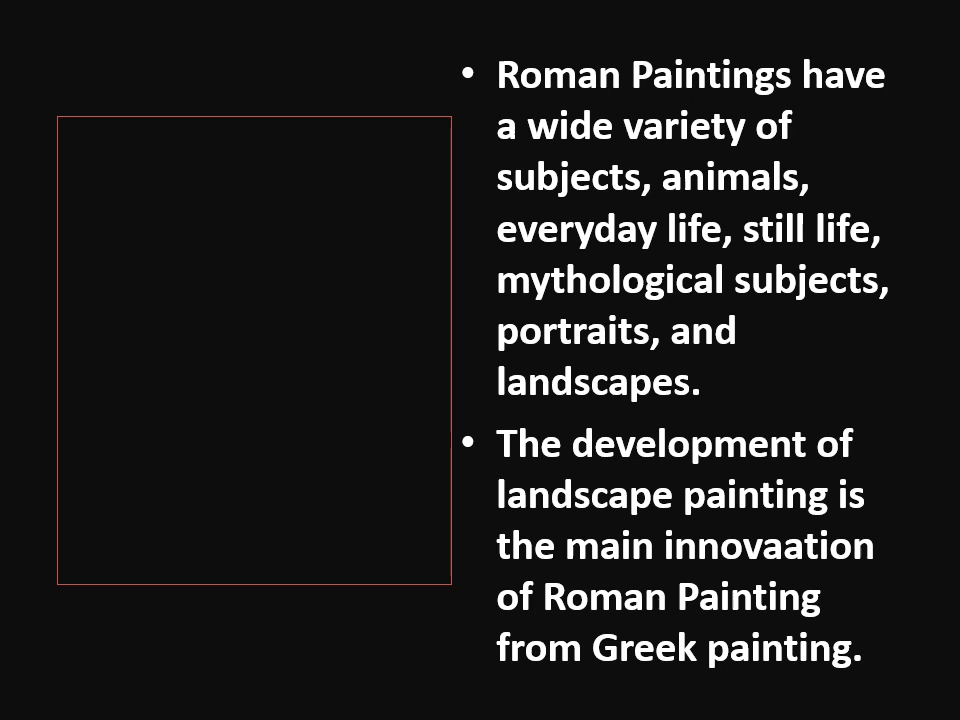 • Roman Paintings have
a wide variety of
subjects, animals,
everyday life, still life,
mythological subjects,
portraits, and
landscapes.
• The development of
landscape painting is
the main innovaation
of Roman Painting
from Greek painting.